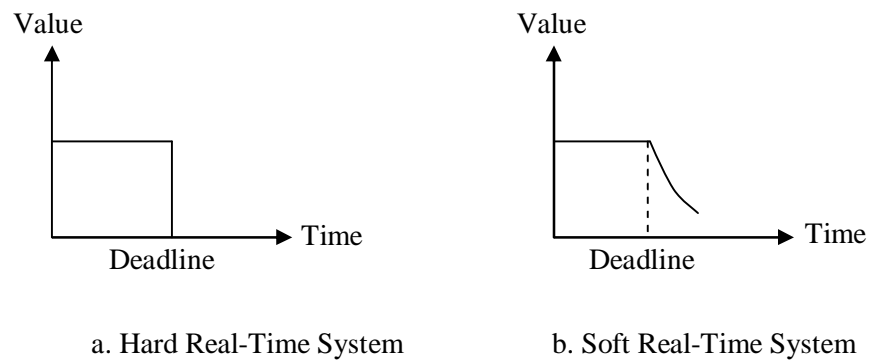 Value
Time
Deadline
a. Hard Real-Time System
Value
Time
Deadline
b. Soft Real-Time System